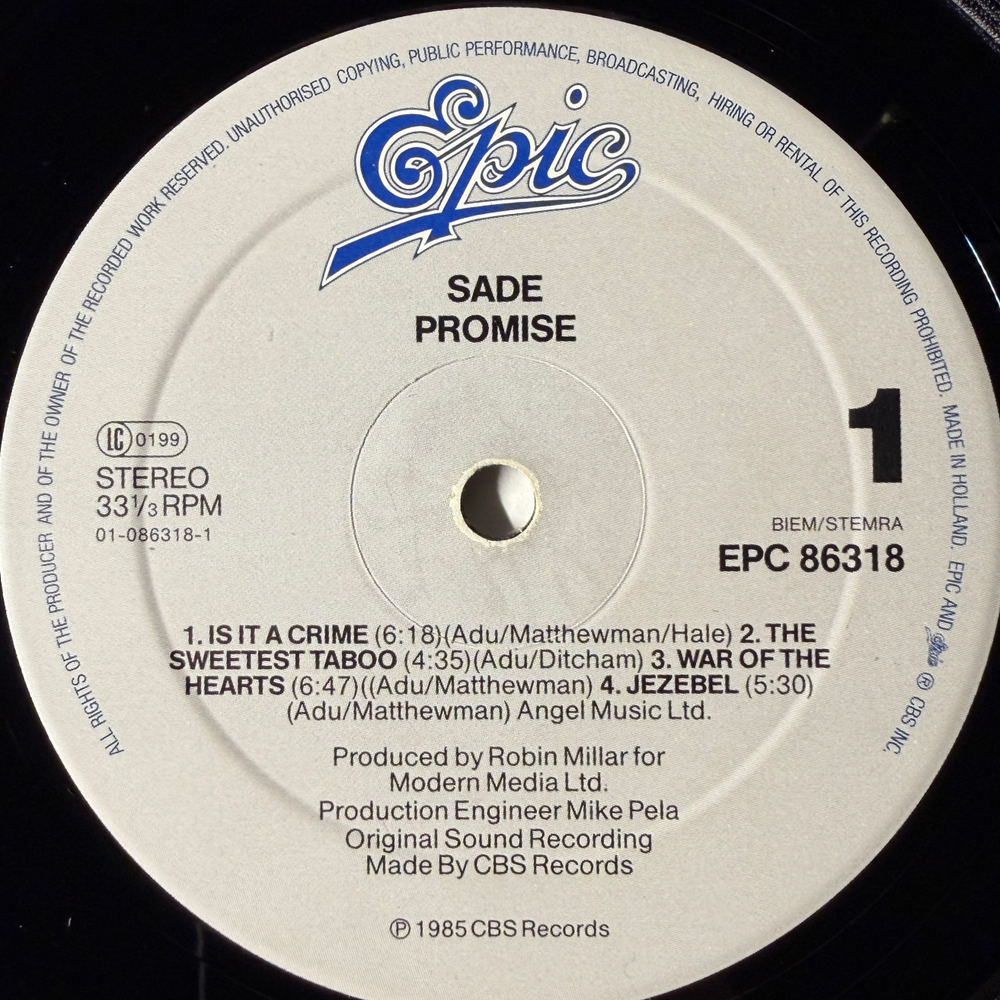 ALL RIGHTS OF THE PRODUCER AND OF THE OWNER OF THE RECORDED WORK RESERVED. UNAUTHORISED COPYING, PUBLIC PERFORMANCE, BROADCASTING, HIRING OR RENTAL OF THIS RECORDING PROHIBITED. MADE IN HOLLAND. EPIC AND Epic ® CBS INC.
Epic
SADE
PROMISE
1
LC 0199
STEREO
33 1/3 RPM
01-086318-1
BIEM/STEMRA
EPC 86318
1. IS IT A CRIME (6:18)(Adu/Matthewman/Hale) 2. THE
SWEETEST TABOO (4:35)(Adu/Ditcham) 3. WAR OF THE
HEARTS (6:47)((Adu/Matthewman) 4. JEZEBEL (5:30)
(Adu/Matthewman) Angel Music Ltd.
Produced by Robin Millar for
Modern Media Ltd.
Production Engineer Mike Pela
Original Sound Recording
Made By CBS Records
℗ 1985 CBS Records